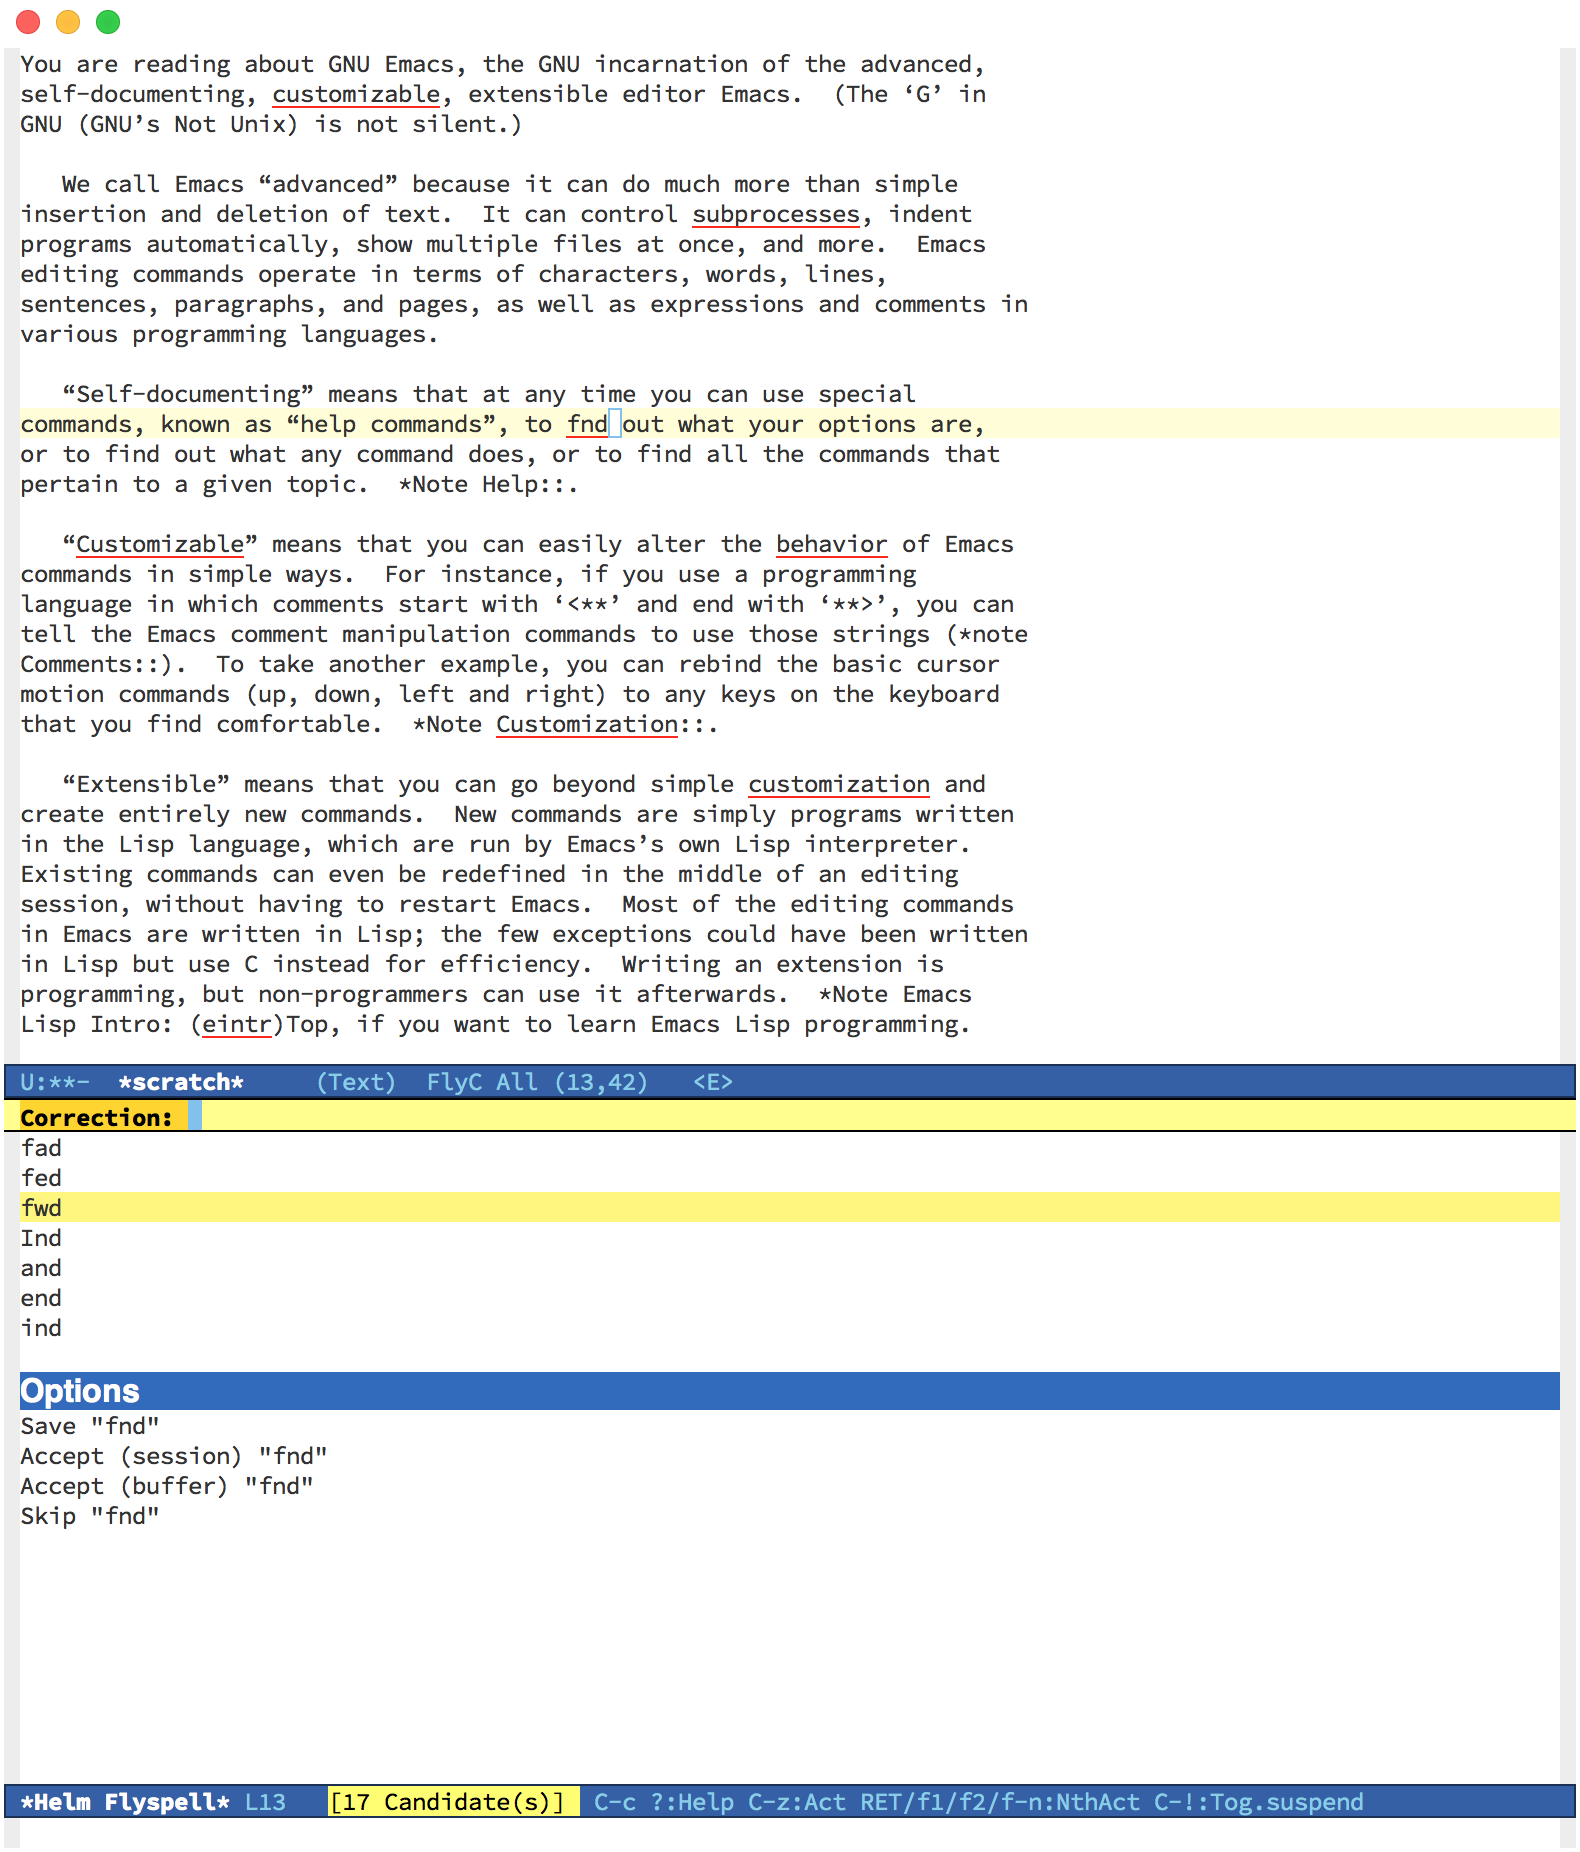 You are reading about GNU Emacs, the GNU incarnation of the advanced,
self-documenting, customizable, extensible editor Emacs.  (The ‘G’ in
GNU (GNU’s Not Unix) is not silent.)
We call Emacs “advanced” because it can do much more than simple
insertion and deletion of text.  It can control subprocesses, indent
programs automatically, show multiple files at once, and more.  Emacs
editing commands operate in terms of characters, words, lines,
sentences, paragraphs, and pages, as well as expressions and comments in
various programming languages.
“Self-documenting” means that at any time you can use special
commands, known as “help commands”, to fnd out what your options are,
or to find out what any command does, or to find all the commands that
pertain to a given topic.  *Note Help::.
“Customizable” means that you can easily alter the behavior of Emacs
commands in simple ways.  For instance, if you use a programming
language in which comments start with ‘<**’ and end with ‘**>’, you can
tell the Emacs comment manipulation commands to use those strings (*note
Comments::).  To take another example, you can rebind the basic cursor
motion commands (up, down, left and right) to any keys on the keyboard
that you find comfortable.  *Note Customization::.
“Extensible” means that you can go beyond simple customization and
create entirely new commands.  New commands are simply programs written
in the Lisp language, which are run by Emacs’s own Lisp interpreter.
Existing commands can even be redefined in the middle of an editing
session, without having to restart Emacs.  Most of the editing commands
in Emacs are written in Lisp; the few exceptions could have been written
in Lisp but use C instead for efficiency.  Writing an extension is
programming, but non-programmers can use it afterwards.  *Note Emacs
Lisp Intro: (eintr)Top, if you want to learn Emacs Lisp programming.
U:**-  *scratch*     (Text)  FlyC All (13,42)   <E>
Correction:
fad
fed
fwd
Ind
and
end
ind
Options
Save "fnd"
Accept (session) "fnd"
Accept (buffer) "fnd"
Skip "fnd"
*Helm Flyspell* L13   [17 Candidate(s)]  C-c ?:Help C-z:Act RET/f1/f2/f-n:NthAct C-!:Tog.suspend